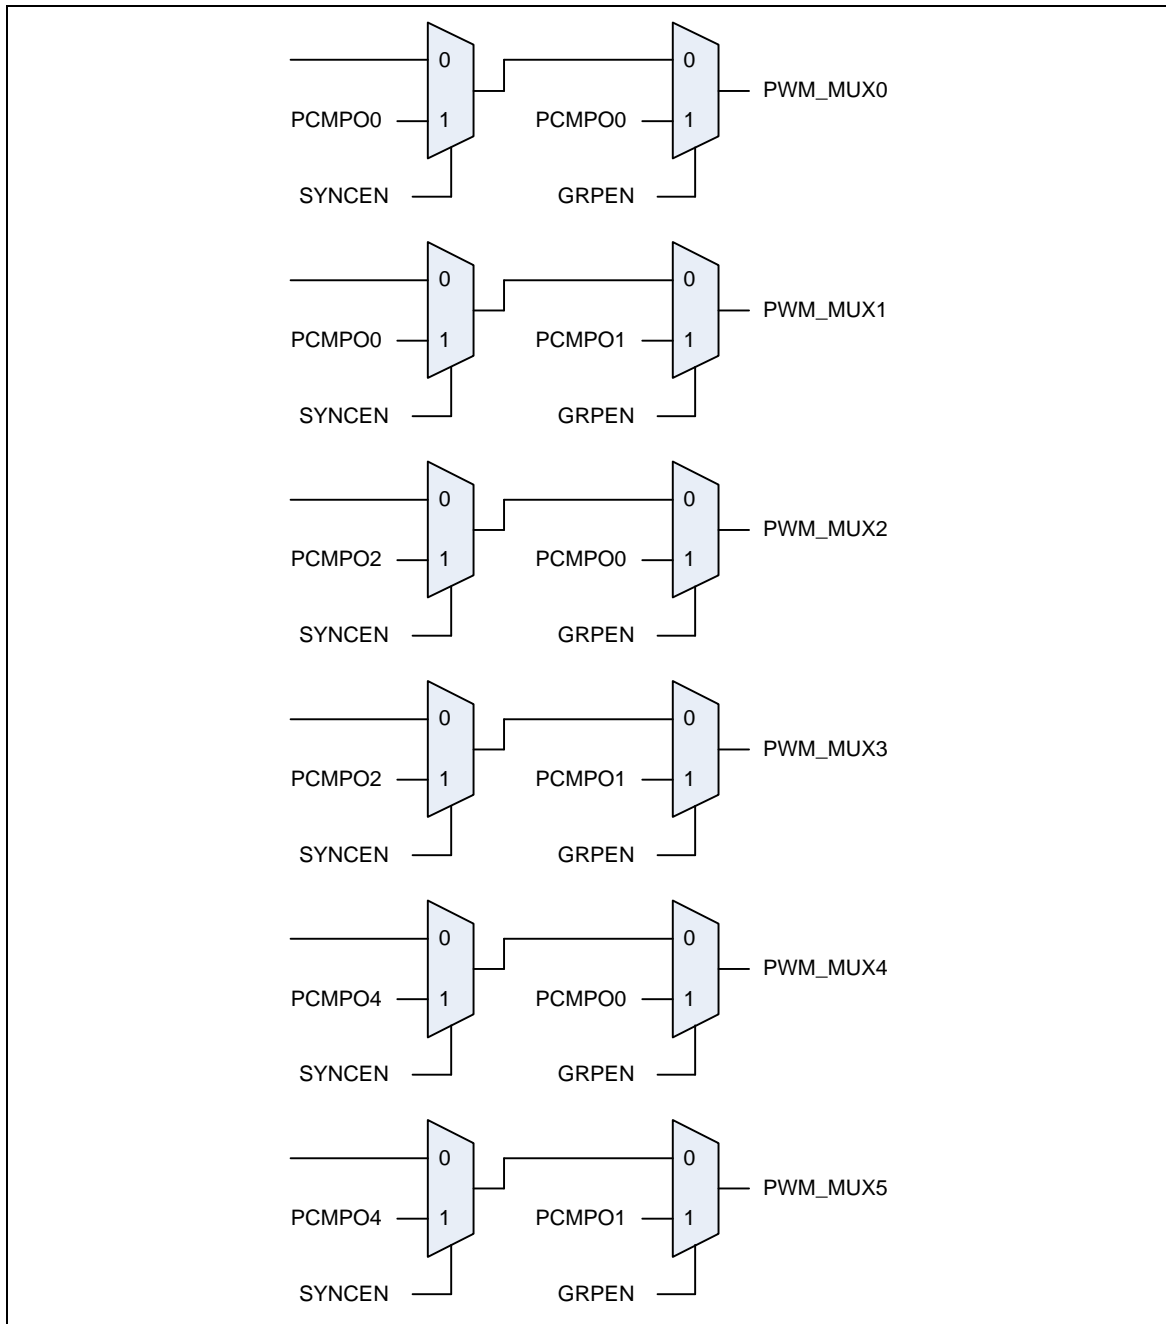 0 0
PWM_MUX0
PCMPO0 1 PCMPO0 1
SYNCEN GRPEN
0 0
PWM_MUX1
PCMPO0 1 PCMPO1 1
SYNCEN GRPEN
0 0
PWM_MUX2
PCMPO2 1 PCMPO0 1
SYNCEN GRPEN
0 0
PWM_MUX3
PCMPO2 1 PCMPO1 1
SYNCEN GRPEN
0 0
PWM_MUX4
PCMPO4 1 PCMPO0 1
SYNCEN GRPEN
0 0
PWM_MUX5
PCMPO4 1 PCMPO1 1
SYNCEN GRPEN